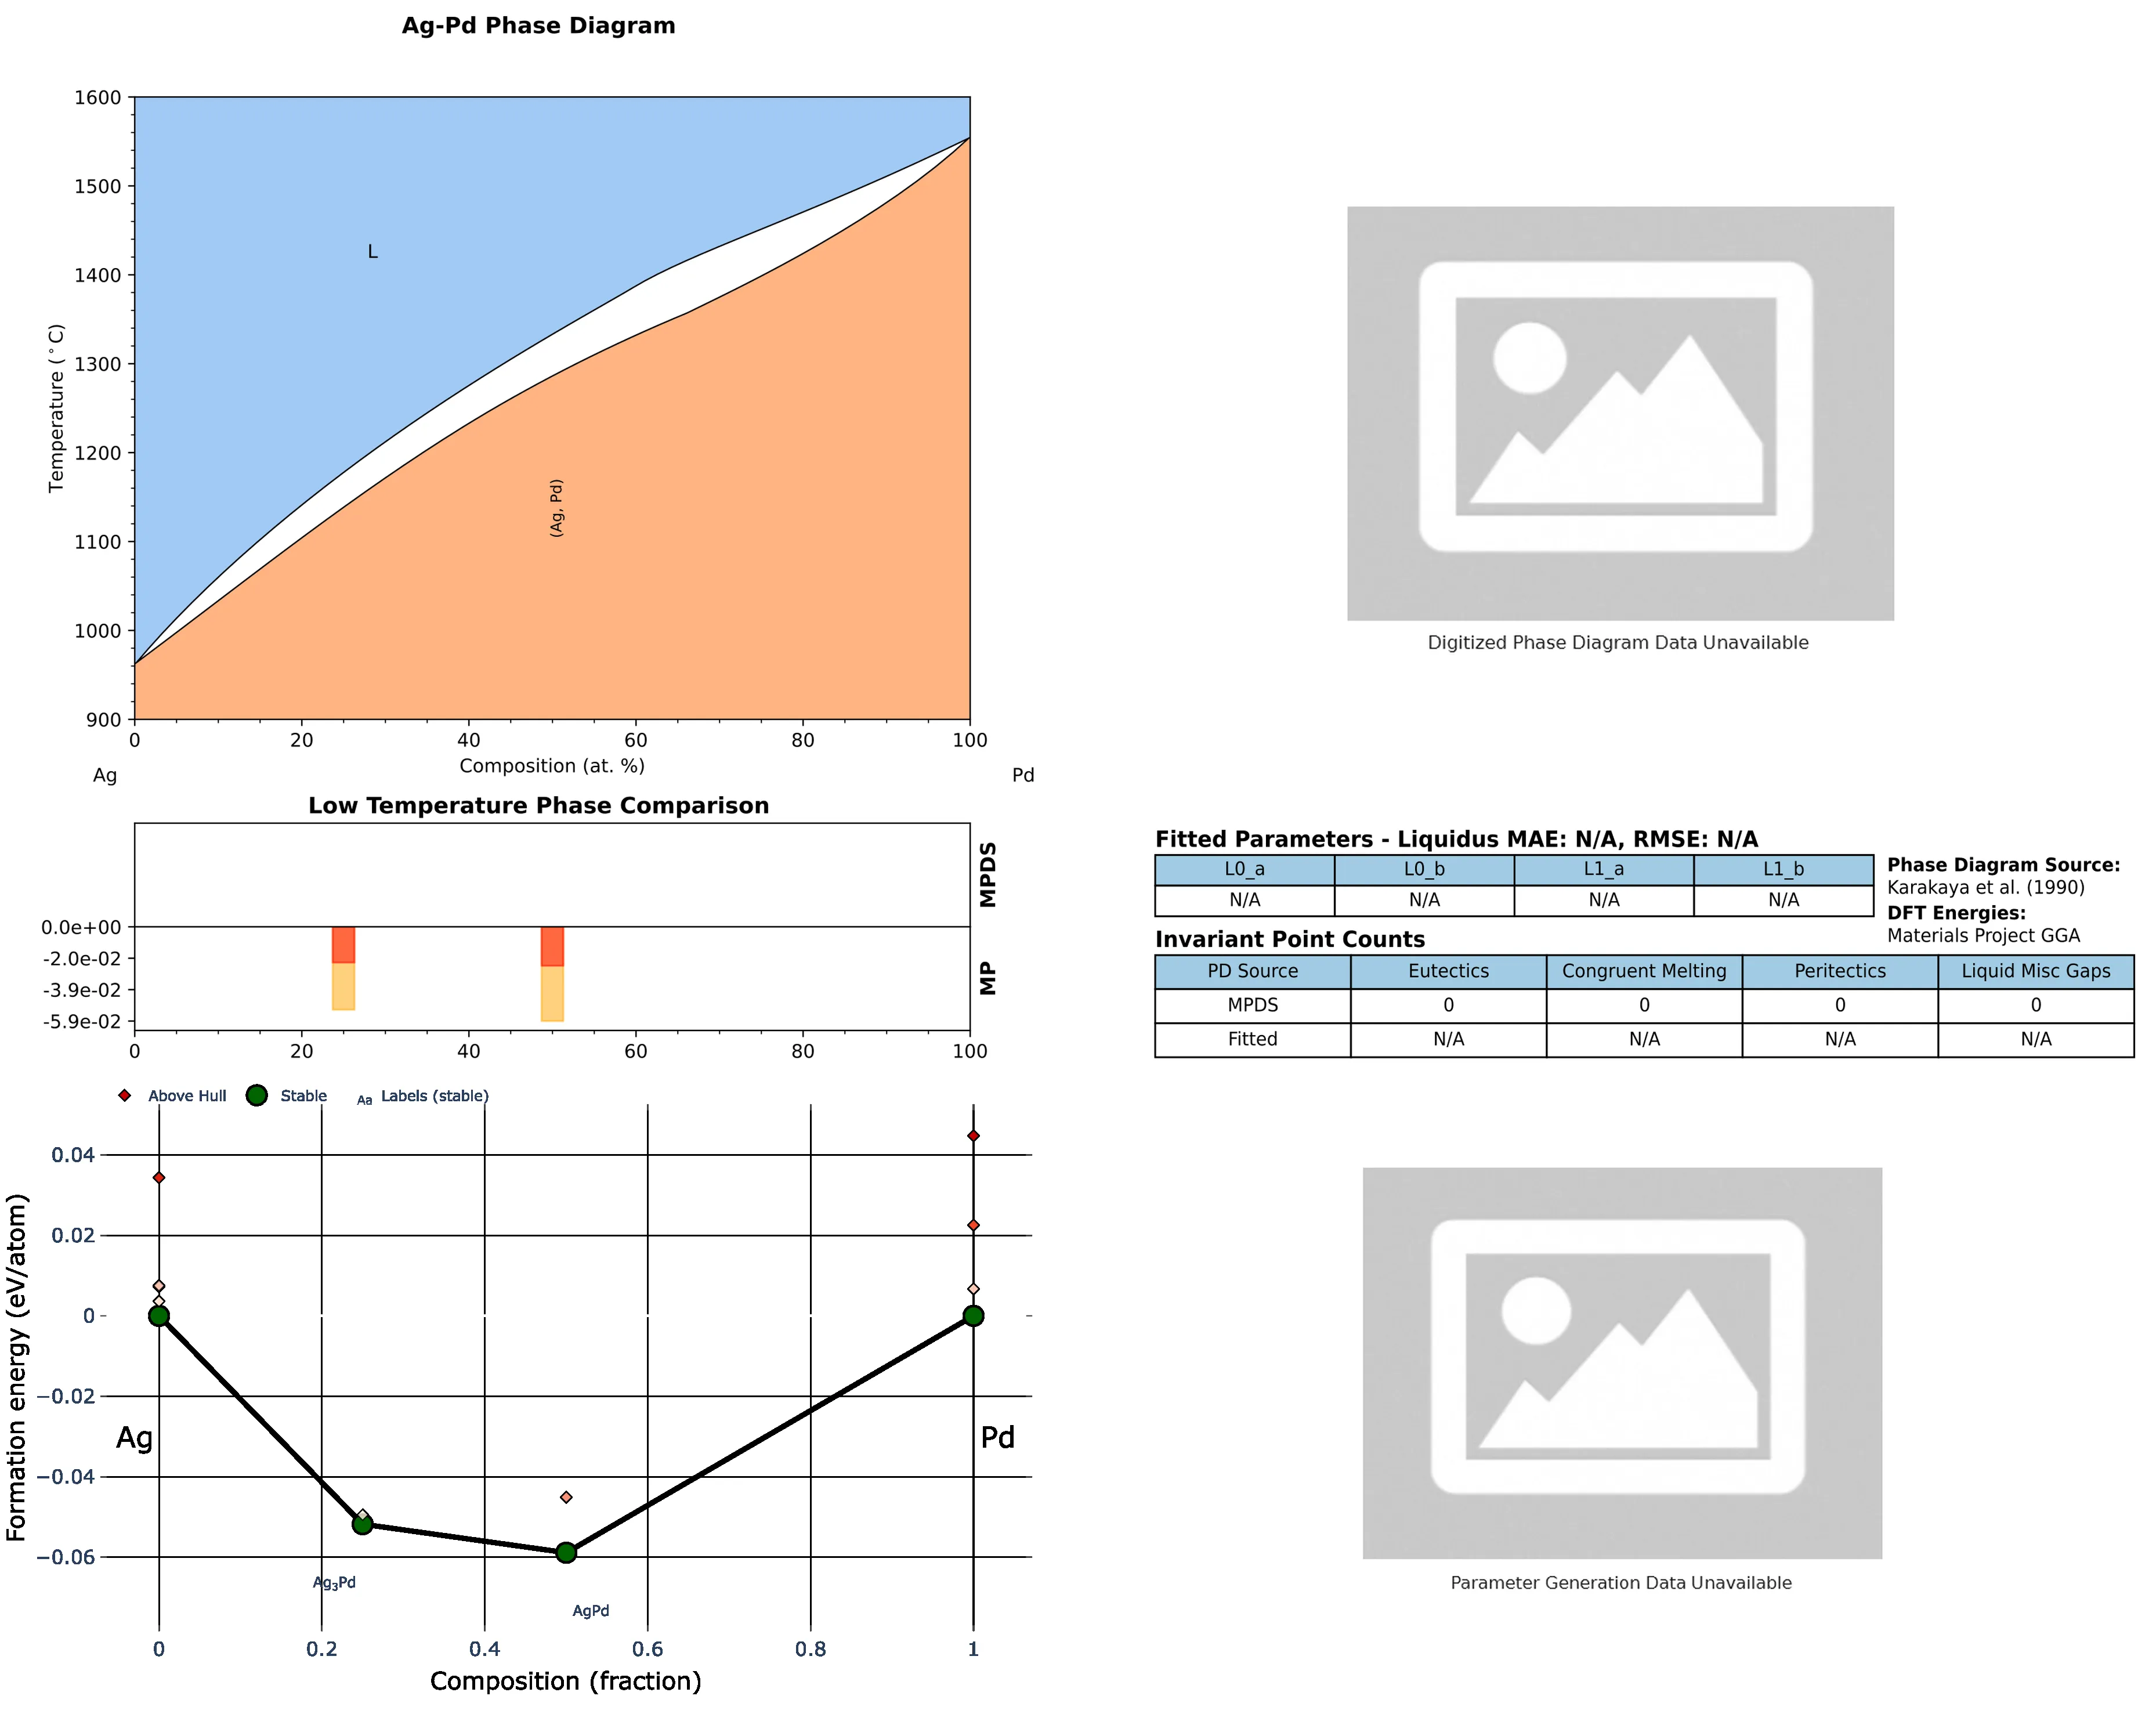 Ag-Pd Phase Diagram
1600
1500
1400
1300
1200
1100
1000
900
Temperature (°C)
L
(Ag, Pd)
0 20 40 60 80 100
Composition (at. %)
Ag Pd
Digitized Phase Diagram Data Unavailable
Low Temperature Phase Comparison
MPDS
MP
0.0e+00
-2.0e-02
-3.9e-02
-5.9e-02
0 20 40 60 80 100
Fitted Parameters - Liquidus MAE: N/A, RMSE: N/A
L0_a L0_b L1_a L1_b
N/A N/A N/A N/A
Phase Diagram Source:
Karakaya et al. (1990)
DFT Energies:
Materials Project GGA
Invariant Point Counts
PD Source Eutectics Congruent Melting Peritectics Liquid Misc Gaps
MPDS 0 0 0 0
Fitted N/A N/A N/A N/A
Above Hull Stable Aa Labels (stable)
0.04
0.02
0
−0.02
−0.04
−0.06
Formation energy (eV/atom)
Ag Pd
Ag₃Pd
AgPd
0 0.2 0.4 0.6 0.8 1
Composition (fraction)
Parameter Generation Data Unavailable